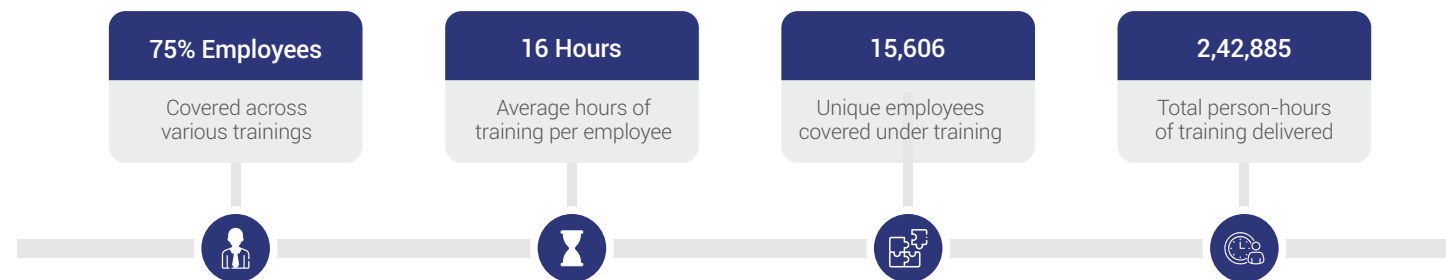 75% Employees
Covered across
various trainings
16 Hours
Average hours of
training per employee
15,606
Unique employees
covered under training
2,42,885
Total person-hours
of training delivered